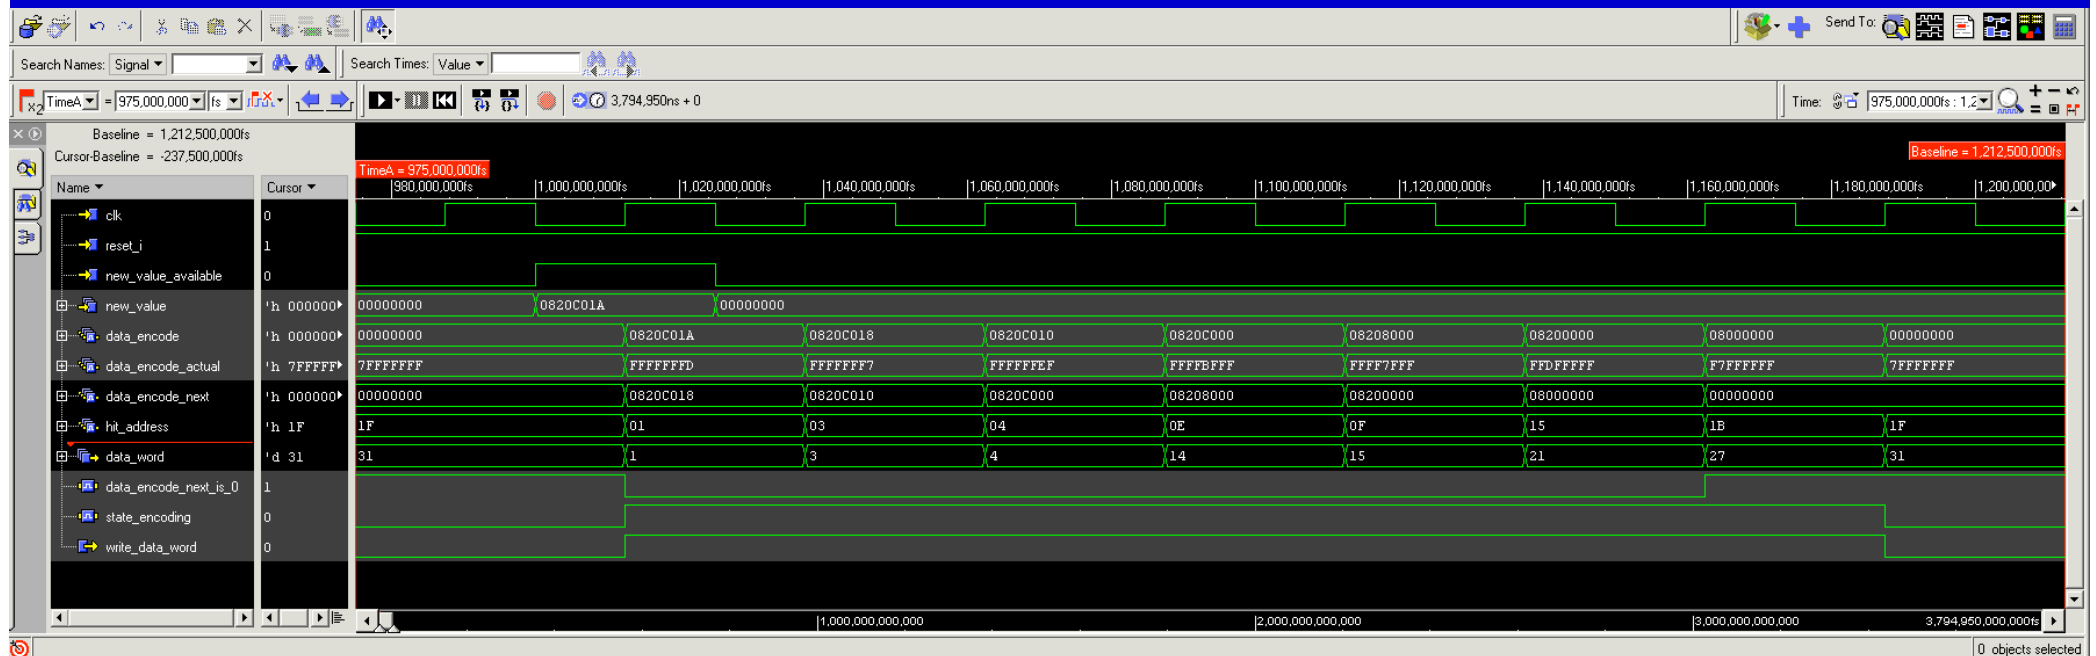 Send To:
Search Names: Signal Search Times: Value
x2 TimeA = 975,000,000 fs 3,794,950ns + 0 Time: 975,000,000fs : 1,2
Baseline = 1,212,500,000fs
Cursor-Baseline = -237,500,000fs
Baseline = 1,212,500,000fs
TimeA = 975,000,000fs
Name Cursor 980,000,000fs 1,000,000,000fs 1,020,000,000fs 1,040,000,000fs 1,060,000,000fs 1,080,000,000fs 1,100,000,000fs 1,120,000,000fs 1,140,000,000fs 1,160,000,000fs 1,180,000,000fs 1,200,000,00
clk 0
reset_i 1
new_value_available 0
new_value 'h 000000 00000000 0820C01A 00000000
data_encode 'h 000000 00000000 0820C01A 0820C018 0820C010 0820C000 08208000 08200000 08000000 00000000
data_encode_actual 'h 7FFFFF 7FFFFFFF FFFFFFFD FFFFFFF7 FFFFFFEF FFFFBFFF FFFF7FFF FFDFFFFF F7FFFFFF 7FFFFFFF
data_encode_next 'h 000000 00000000 0820C018 0820C010 0820C000 08208000 08200000 08000000 00000000
hit_address 'h 1F 1F 01 03 04 0E 0F 15 1B 1F
data_word 'd 31 31 1 3 4 14 15 21 27 31
data_encode_next_is_0 1
state_encoding 0
write_data_word 0
1,000,000,000,000 2,000,000,000,000 3,000,000,000,000 3,794,950,000,000fs
0 objects selected